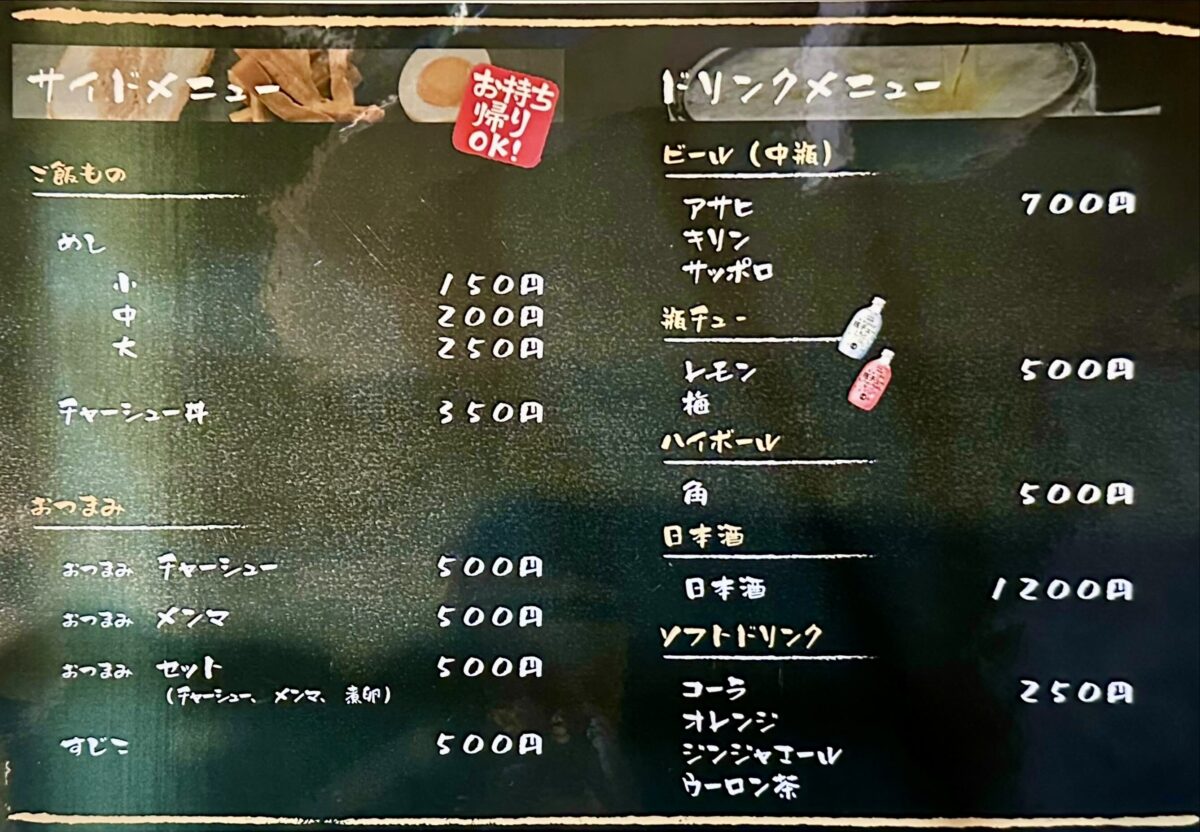 サイドメニュー
お持ち
帰り
OK!
ご飯もの
めし
小 150円
中 200円
大 250円
チャーシュー丼 350円
おつまみ
おつまみ チャーシュー 500円
おつまみ メンマ 500円
おつまみ セット 500円
(チャーシュー、メンマ、煮卵)
すじこ 500円
ドリンクメニュー
ビール(中瓶)
アサヒ 700円
キリン
サッポロ
瓶チュー
レモン 500円
梅
ハイボール
角 500円
日本酒
日本酒 1200円
ソフトドリンク
コーラ 250円
オレンジ
ジンジャエール
ウーロン茶